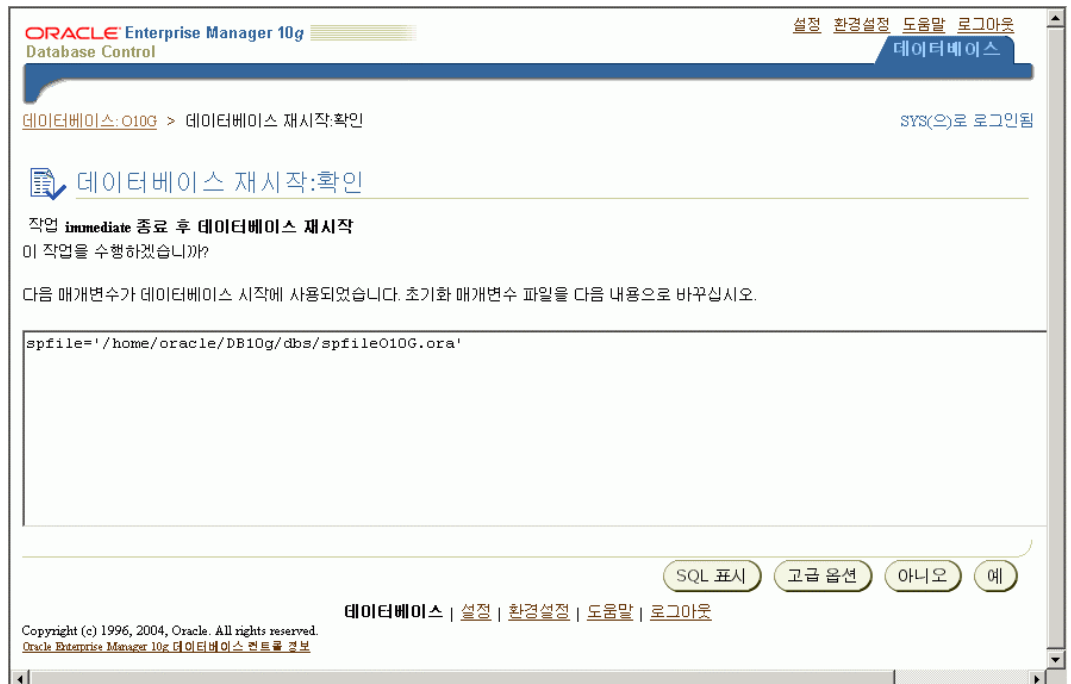 ORACLE Enterprise Manager 10g
Database Control
설정 환경설정 도움말 로그아웃
데이터베이스
데이터베이스: O10G > 데이터베이스 재시작:확인
SYS(으)로 로그인됨
데이터베이스 재시작:확인
작업 immediate 종료 후 데이터베이스 재시작
이 작업을 수행하겠습니까?
다음 매개변수가 데이터베이스 시작에 사용되었습니다. 초기화 매개변수 파일을 다음 내용으로 바꾸십시오.
spfile='/home/oracle/DB10g/dbs/spfileO10G.ora'
SQL 표시 고급 옵션 아니오 예
데이터베이스 | 설정 | 환경설정 | 도움말 | 로그아웃
Copyright (c) 1996, 2004, Oracle. All rights reserved.
Oracle Enterprise Manager 10g 데이터베이스 컨트롤 정보